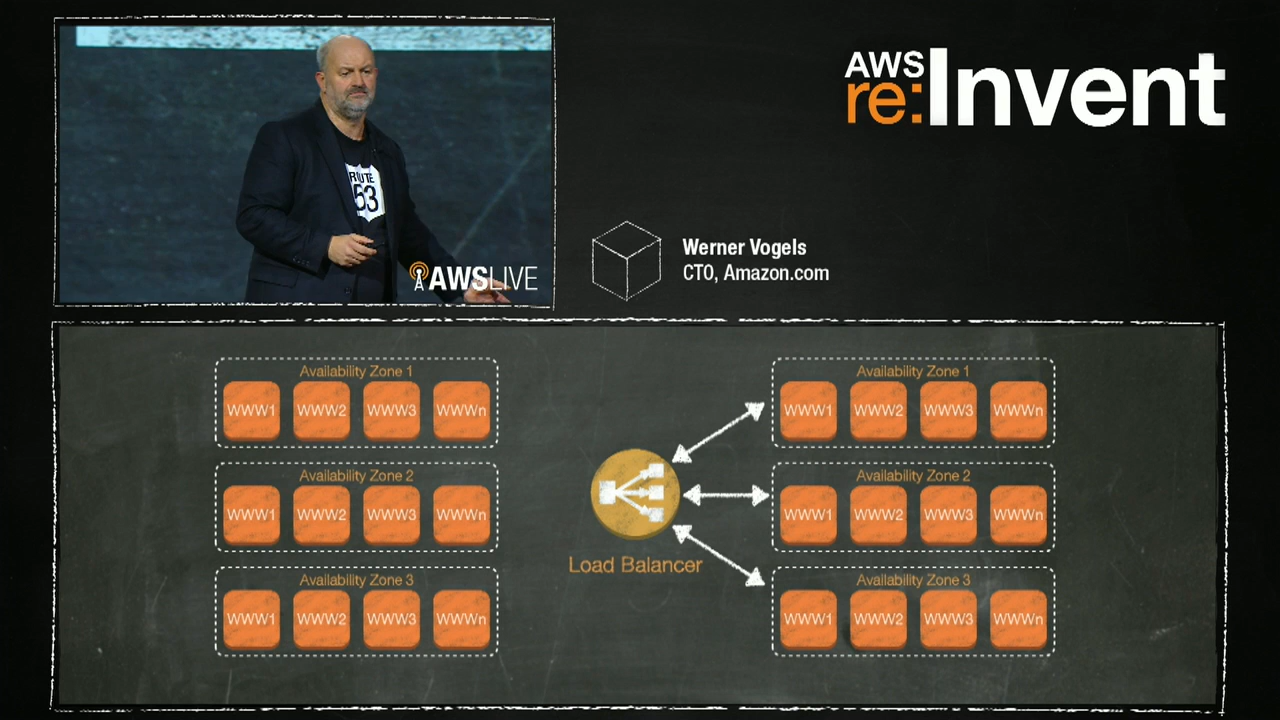 AWS
re:Invent
ROUTE
53
AWSLIVE
Werner Vogels
CTO, Amazon.com
Availability Zone 1
WWW1 WWW2 WWW3 WWWn
Availability Zone 2
WWW1 WWW2 WWW3 WWWn
Availability Zone 3
WWW1 WWW2 WWW3 WWWn
Load Balancer
Availability Zone 1
WWW1 WWW2 WWW3 WWWn
Availability Zone 2
WWW1 WWW2 WWW3 WWWn
Availability Zone 3
WWW1 WWW2 WWW3 WWWn